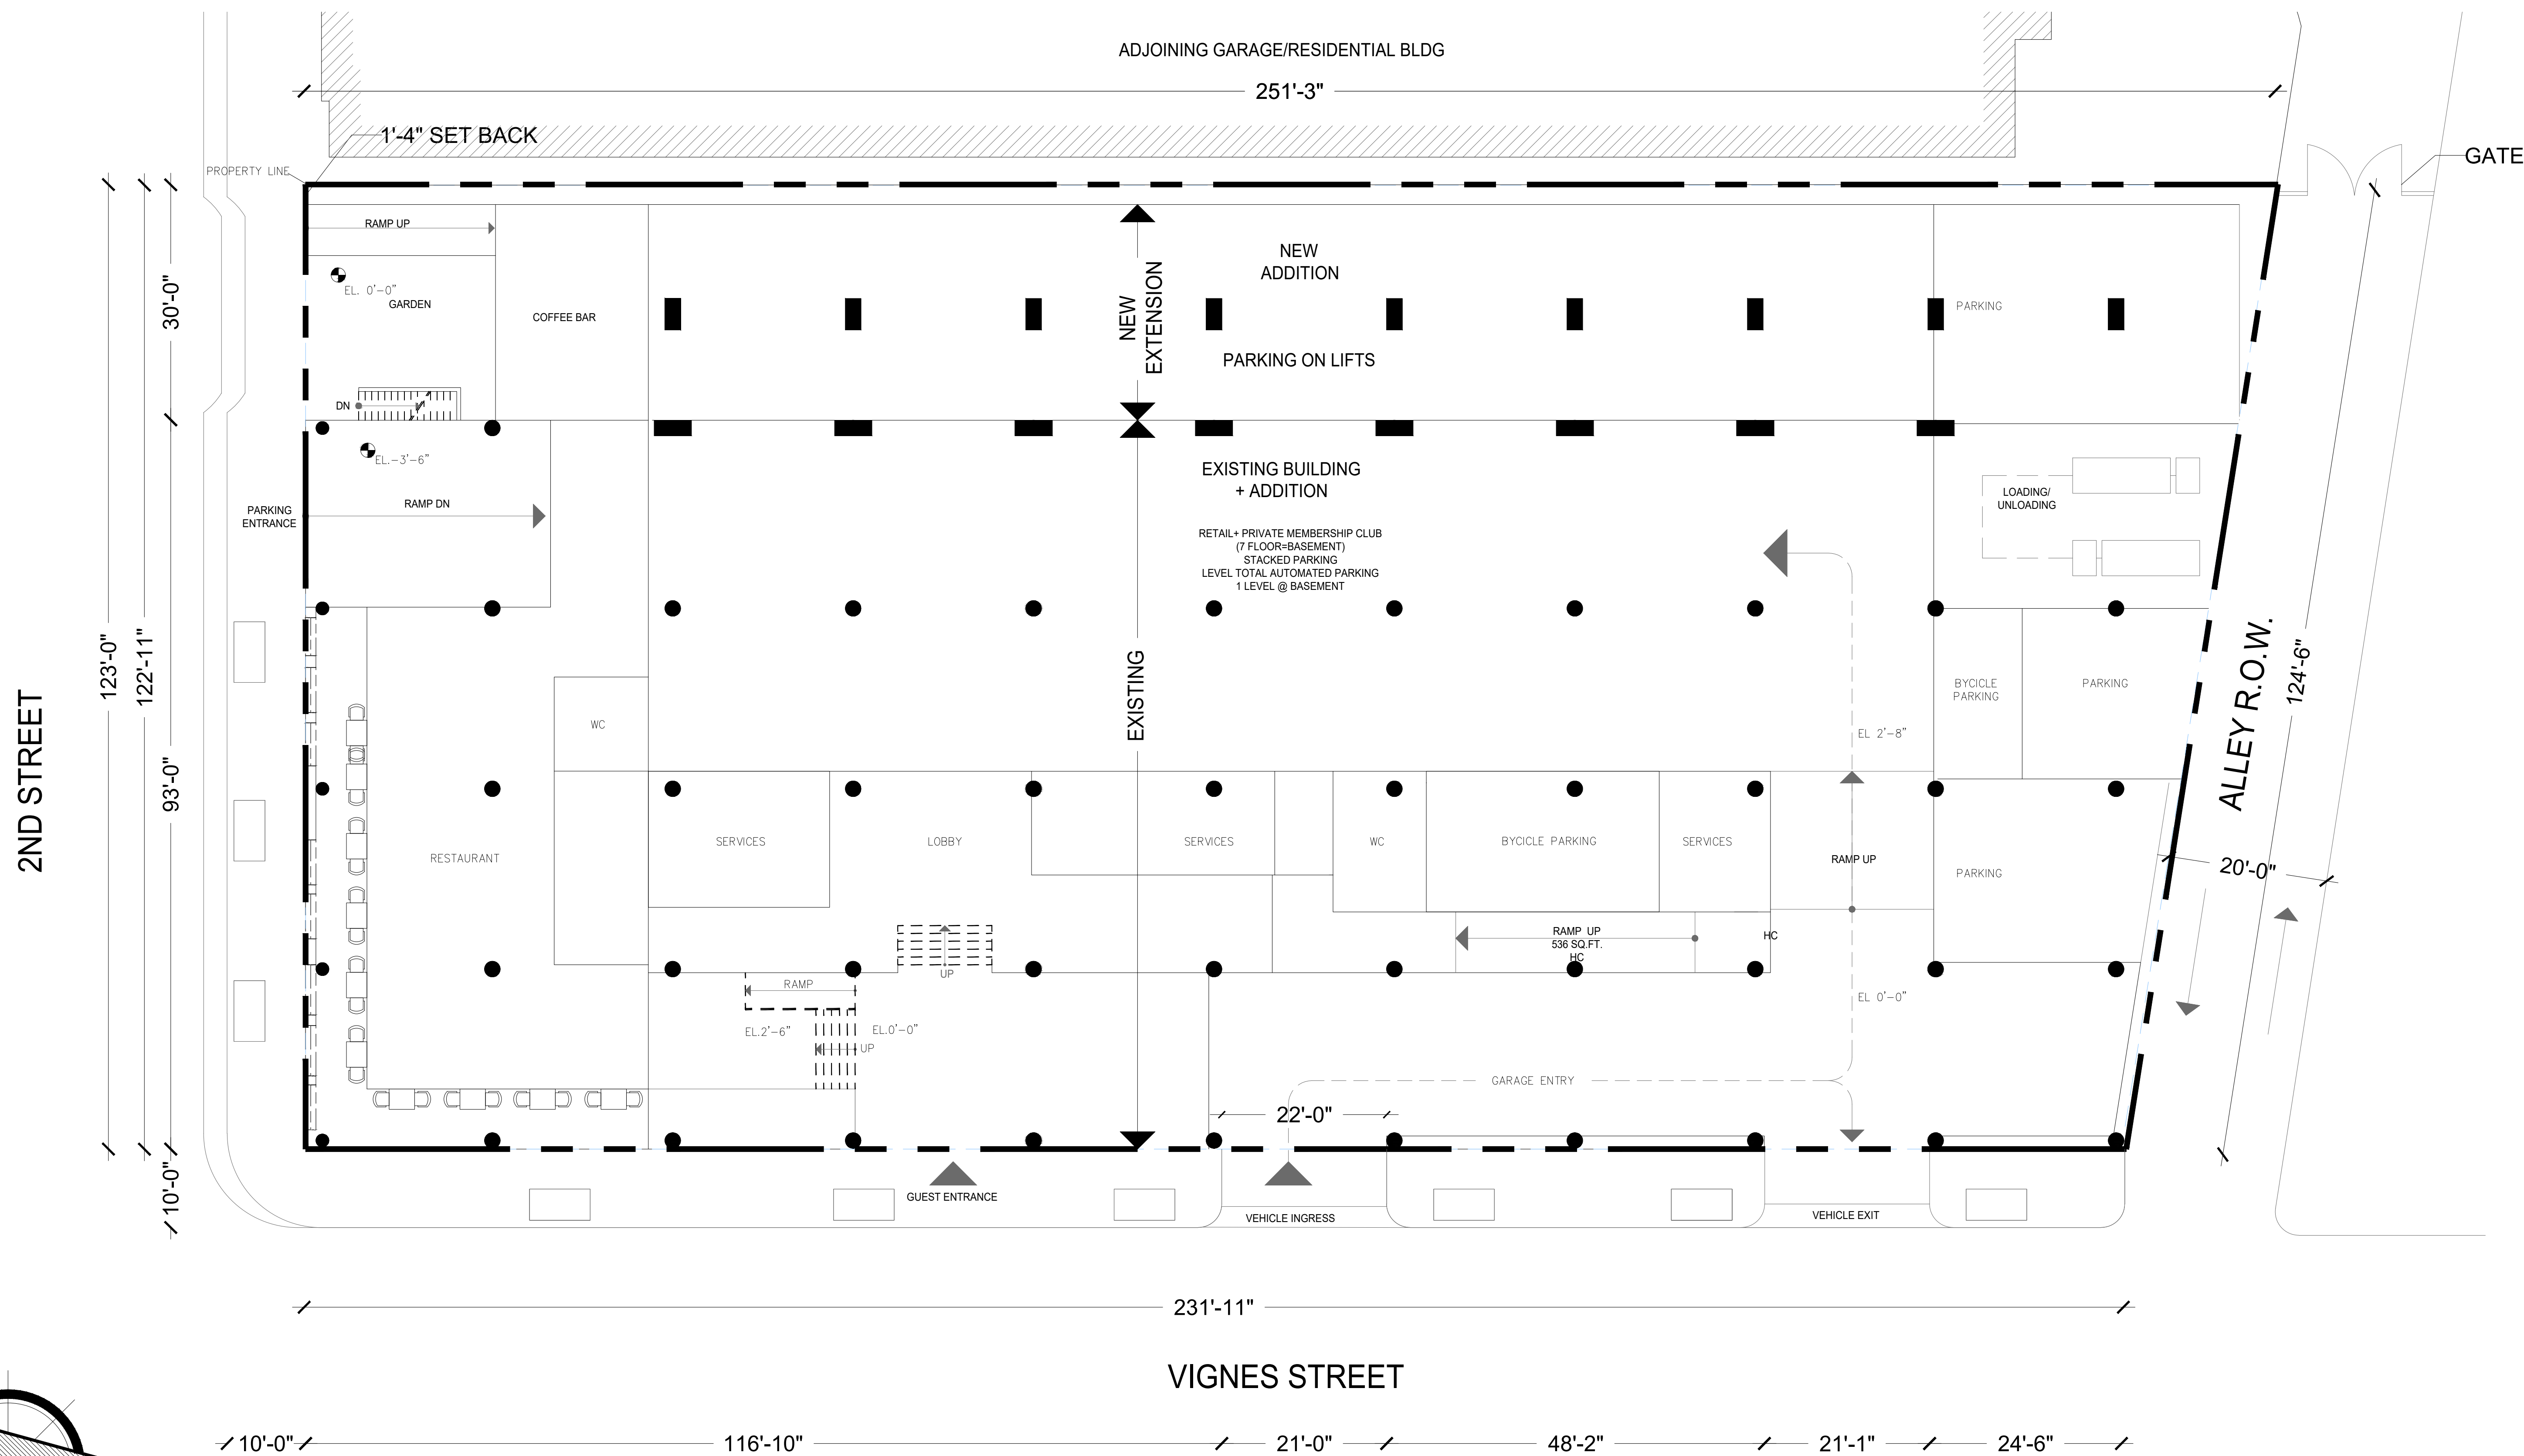 ADJOINING GARAGE/RESIDENTIAL BLDG
251'-3"
1'-4" SET BACK
GATE
PROPERTY LINE
RAMP UP
NEW
ADDITION
NEW
EXTENSION
EL. 0'-0"
GARDEN
COFFEE BAR
PARKING
30'-0"
PARKING ON LIFTS
DN
EL.-3'-6"
EXISTING BUILDING
+ ADDITION
LOADING/
UNLOADING
PARKING
ENTRANCE
RAMP DN
RETAIL+ PRIVATE MEMBERSHIP CLUB
(7 FLOOR=BASEMENT)
STACKED PARKING
LEVEL TOTAL AUTOMATED PARKING
1 LEVEL @ BASEMENT
123'-0"
122'-11"
EXISTING
BYCICLE
PARKING
PARKING
ALLEY R.O.W.
124'-6"
2ND STREET
93'-0"
WC
EL 2'-8"
SERVICES
LOBBY
SERVICES
WC
BYCICLE PARKING
SERVICES
RESTAURANT
RAMP UP
PARKING
20'-0"
RAMP UP
536 SQ.FT.
HC
HC
UP
RAMP
EL.2'-6"
EL.0'-0"
UP
EL 0'-0"
GARAGE ENTRY
22'-0"
10'-0"
GUEST ENTRANCE
VEHICLE INGRESS
VEHICLE EXIT
231'-11"
VIGNES STREET
10'-0"
116'-10"
21'-0"
48'-2"
21'-1"
24'-6"